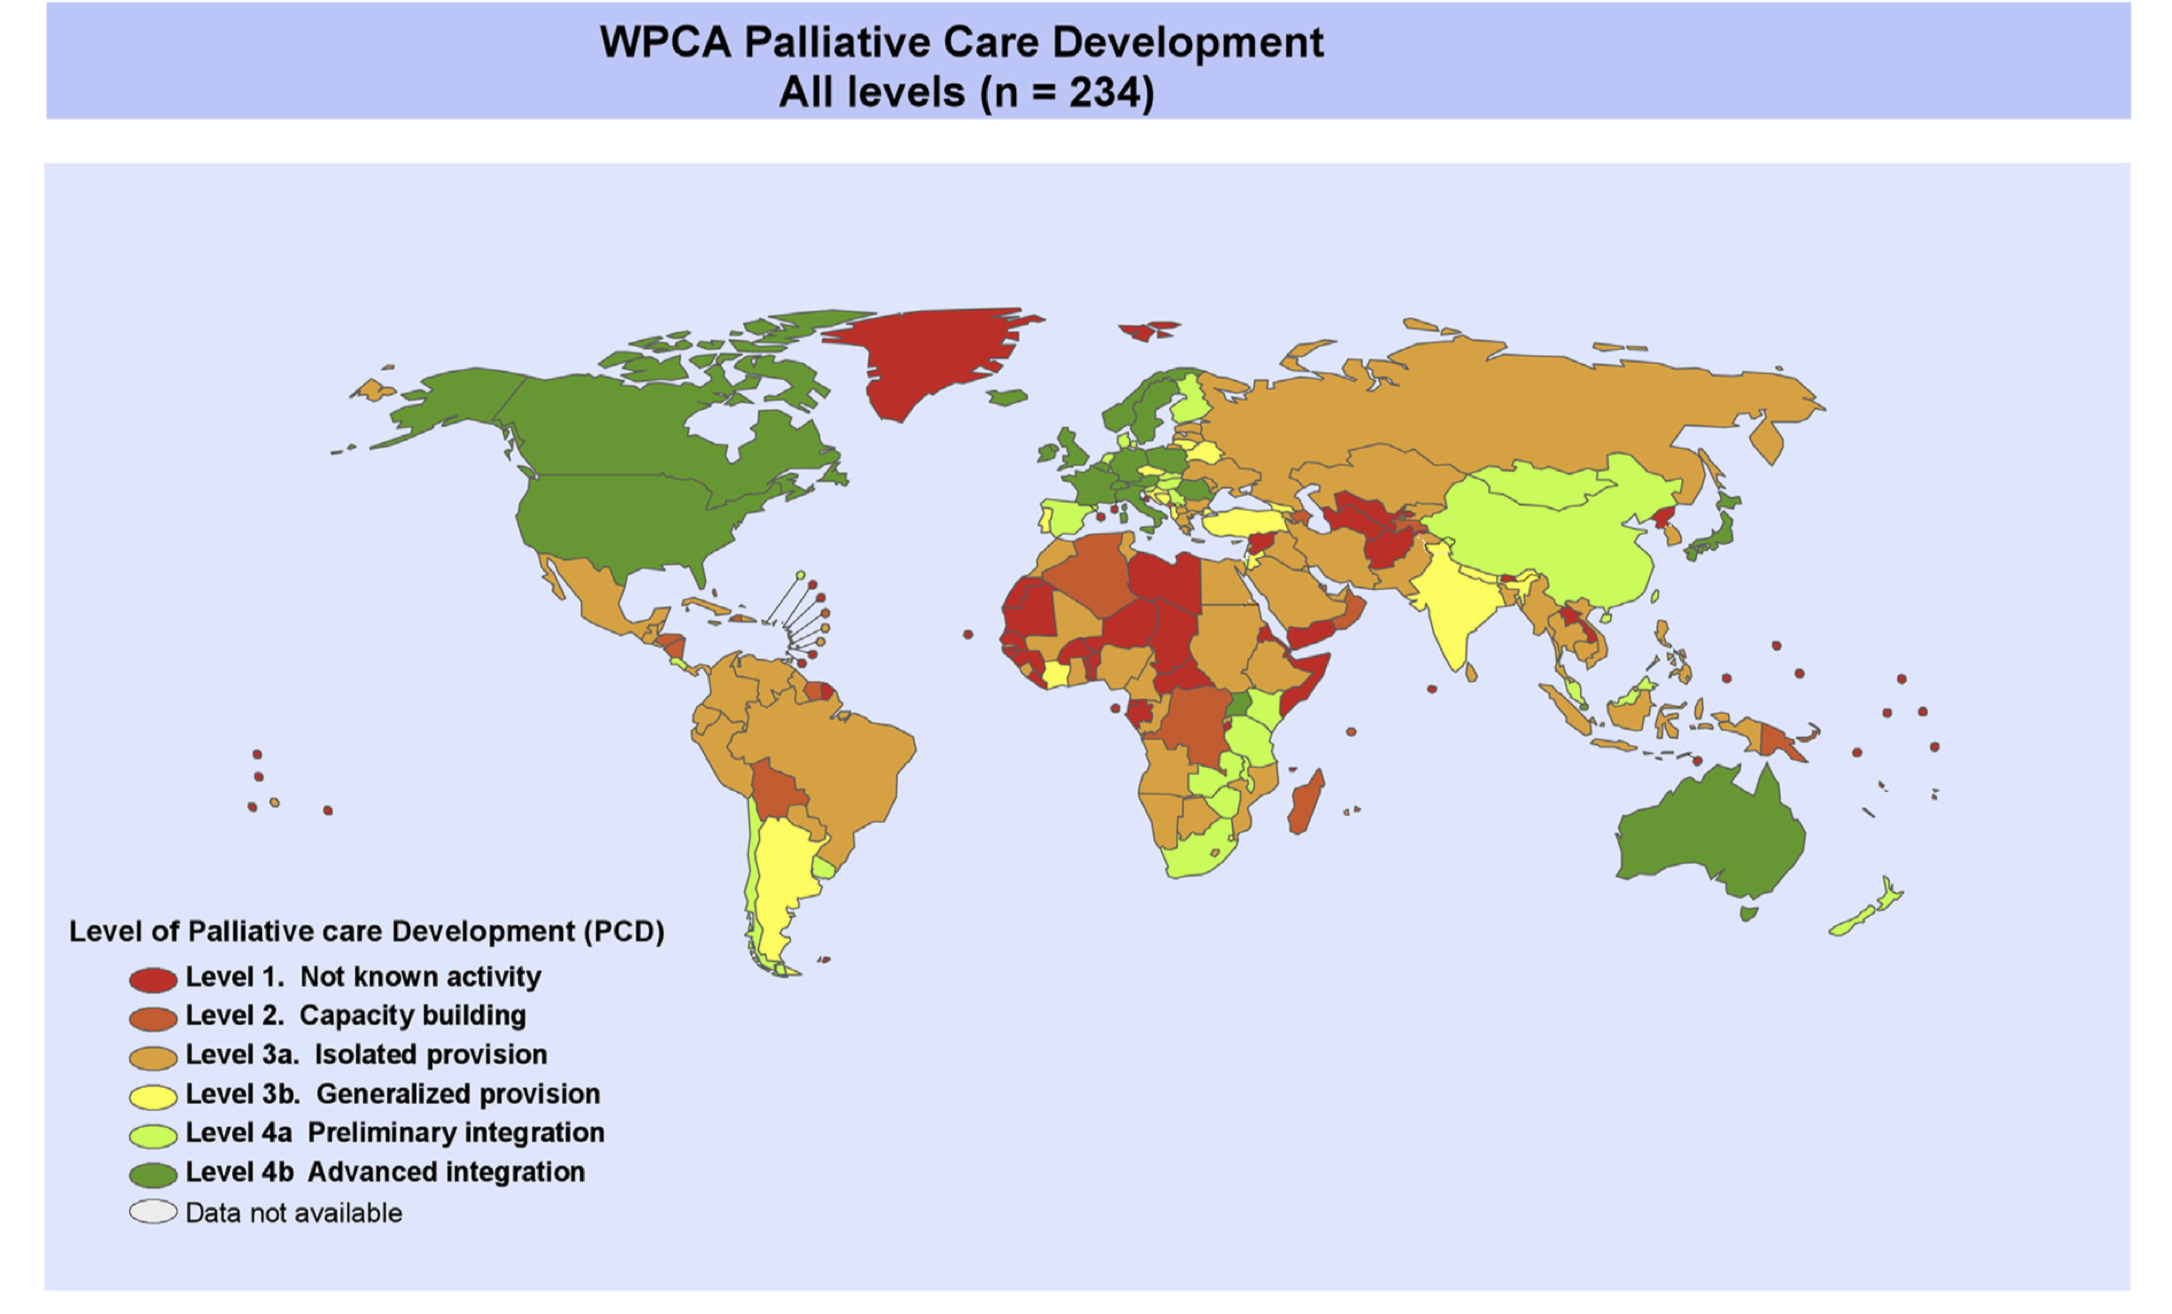 WPCA Palliative Care Development
All levels (n = 234)
Level of Palliative care Development (PCD)
Level 1. Not known activity
Level 2. Capacity building
Level 3a. Isolated provision
Level 3b. Generalized provision
Level 4a Preliminary integration
Level 4b Advanced integration
Data not available